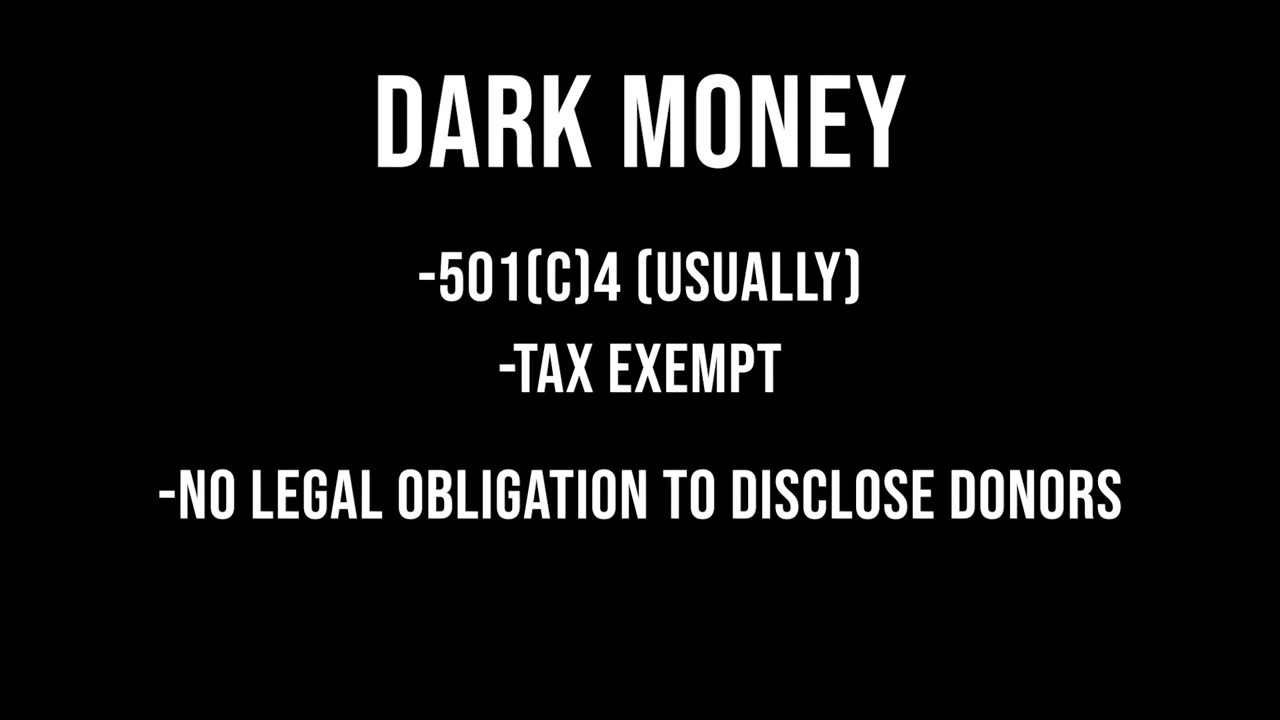 DARK MONEY
-501(C)4 (USUALLY)
-TAX EXEMPT
-NO LEGAL OBLIGATION TO DISCLOSE DONORS